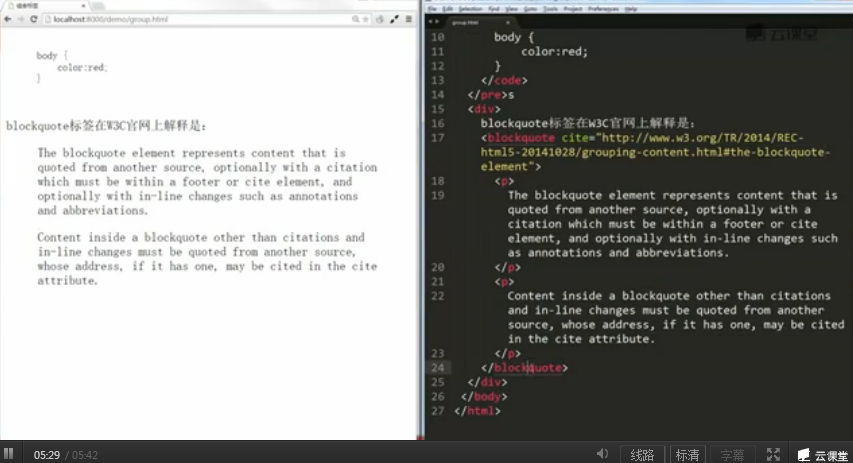 localhost:8000/demo/group.html
body {
color:red;
}
blockquote标签在W3C官网上解释是:
The blockquote element represents content that is
quoted from another source, optionally with a citation
which must be within a footer or cite element, and
optionally with in-line changes such as annotations
and abbreviations.
Content inside a blockquote other than citations and
in-line changes must be quoted from another source,
whose address, if it has one, may be cited in the cite
attribute.
File Edit Selection Find View Goto Tools Project Preferences Help
group.html
云课堂
10 body {
11 color:red;
12 }
13 </code>
14 </pre>s
15 <div>
16 blockquote标签在W3C官网上解释是:
17 <blockquote cite="http://www.w3.org/TR/2014/REC-
html5-20141028/grouping-content.html#the-blockquote-
element">
18 <p>
19 The blockquote element represents content that is
quoted from another source, optionally with a
citation which must be within a footer or cite
element, and optionally with in-line changes such
as annotations and abbreviations.
20 </p>
21 <p>
22 Content inside a blockquote other than citations
and in-line changes must be quoted from another
source, whose address, if it has one, may be cited
in the cite attribute.
23 </p>
24 </blockquote>
25 </div>
26 </body>
27 </html>
05:29 / 05:42
线路
标清
字幕
云课堂